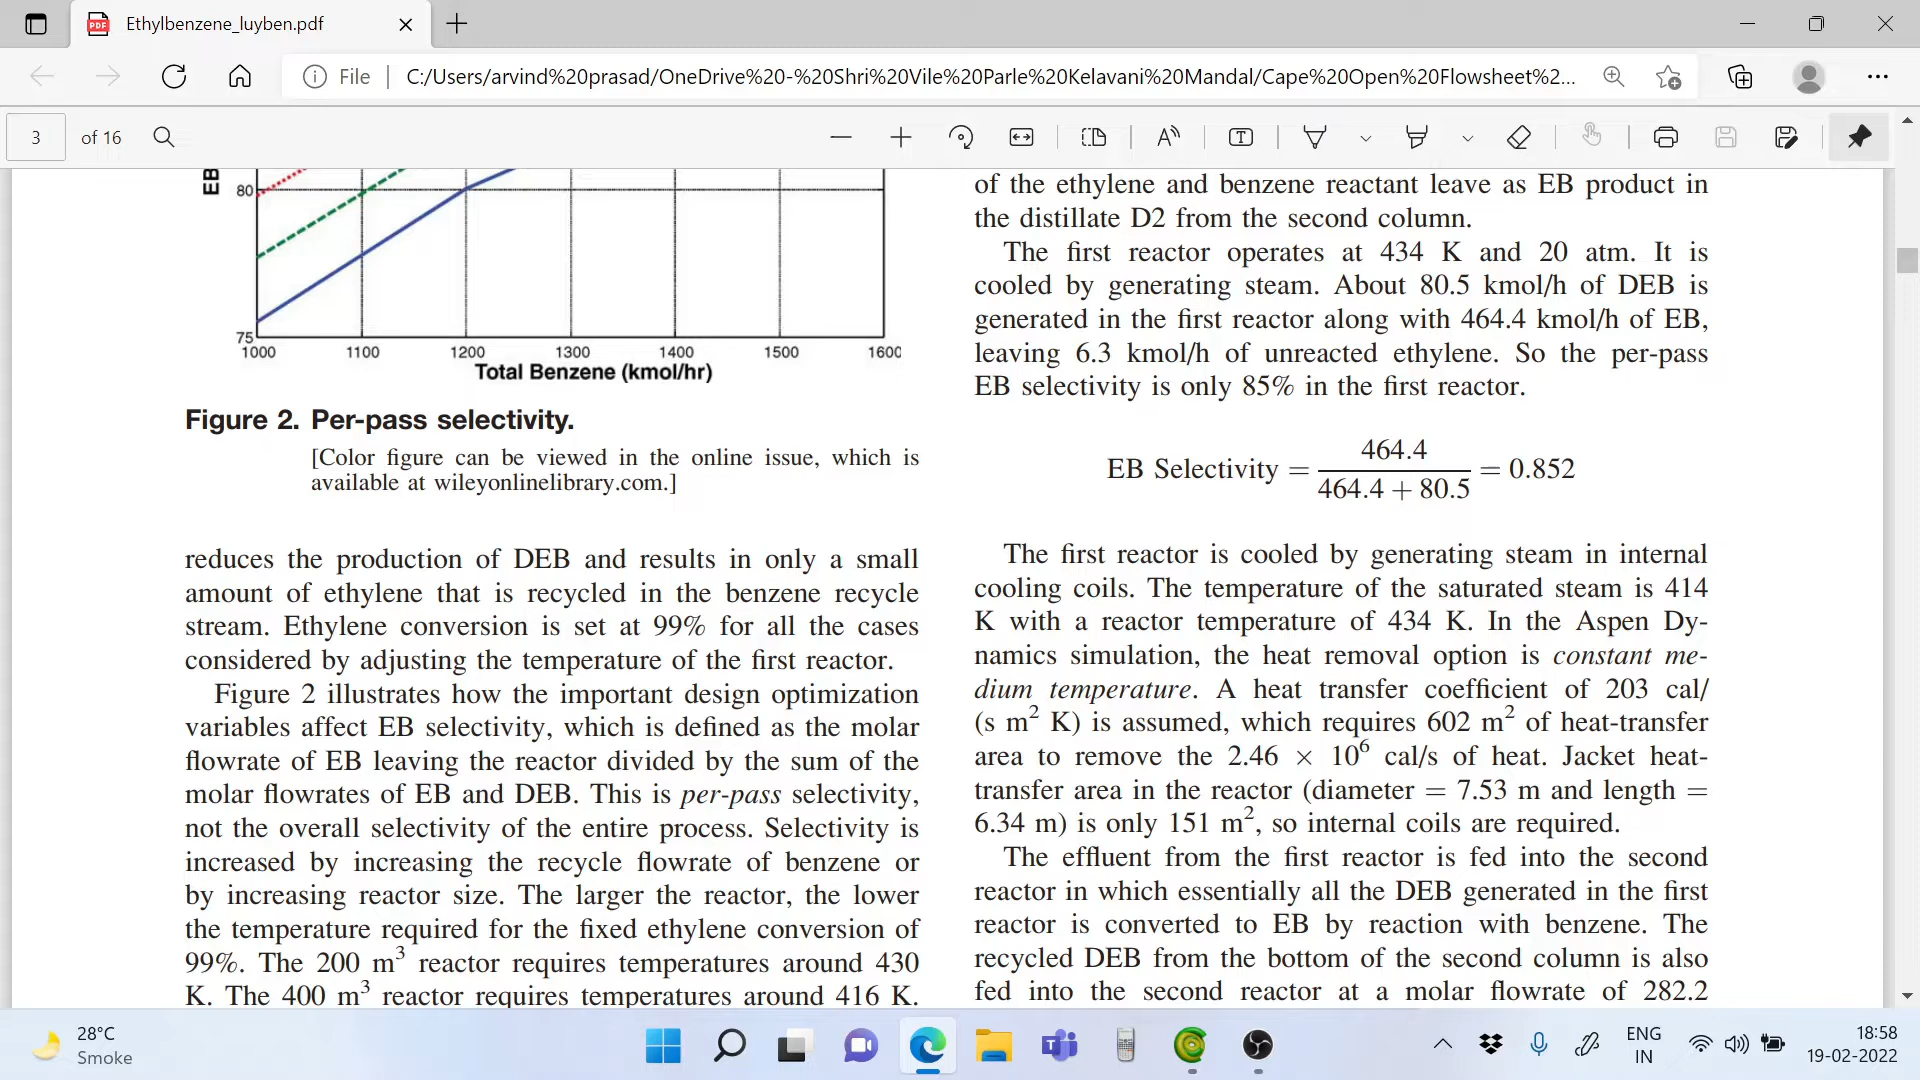 Ethylbenzene_luyben.pdf
File
C:/Users/arvind%20prasad/OneDrive%20-%20Shri%20Vile%20Parle%20Kelavani%20Mandal/Cape%20Open%20Flowsheet%2...
3
of 16
EB
80
75
1000 1100 1200 1300 1400 1500 1600
Total Benzene (kmol/hr)
Figure 2. Per-pass selectivity.
[Color figure can be viewed in the online issue, which is
available at wileyonlinelibrary.com.]
reduces the production of DEB and results in only a small
amount of ethylene that is recycled in the benzene recycle
stream. Ethylene conversion is set at 99% for all the cases
considered by adjusting the temperature of the first reactor.
Figure 2 illustrates how the important design optimization
variables affect EB selectivity, which is defined as the molar
flowrate of EB leaving the reactor divided by the sum of the
molar flowrates of EB and DEB. This is per-pass selectivity,
not the overall selectivity of the entire process. Selectivity is
increased by increasing the recycle flowrate of benzene or
by increasing reactor size. The larger the reactor, the lower
the temperature required for the fixed ethylene conversion of
99%. The 200 m³ reactor requires temperatures around 430
K. The 400 m³ reactor requires temperatures around 416 K.
of the ethylene and benzene reactant leave as EB product in
the distillate D2 from the second column.
The first reactor operates at 434 K and 20 atm. It is
cooled by generating steam. About 80.5 kmol/h of DEB is
generated in the first reactor along with 464.4 kmol/h of EB,
leaving 6.3 kmol/h of unreacted ethylene. So the per-pass
EB selectivity is only 85% in the first reactor.
464.4
EB Selectivity = = 0.852
464.4 + 80.5
The first reactor is cooled by generating steam in internal
cooling coils. The temperature of the saturated steam is 414
K with a reactor temperature of 434 K. In the Aspen Dy-
namics simulation, the heat removal option is constant me-
dium temperature. A heat transfer coefficient of 203 cal/
(s m² K) is assumed, which requires 602 m² of heat-transfer
area to remove the 2.46 × 10⁶ cal/s of heat. Jacket heat-
transfer area in the reactor (diameter = 7.53 m and length =
6.34 m) is only 151 m², so internal coils are required.
The effluent from the first reactor is fed into the second
reactor in which essentially all the DEB generated in the first
reactor is converted to EB by reaction with benzene. The
recycled DEB from the bottom of the second column is also
fed into the second reactor at a molar flowrate of 282.2
28°C
Smoke
ENG
IN
18:58
19-02-2022